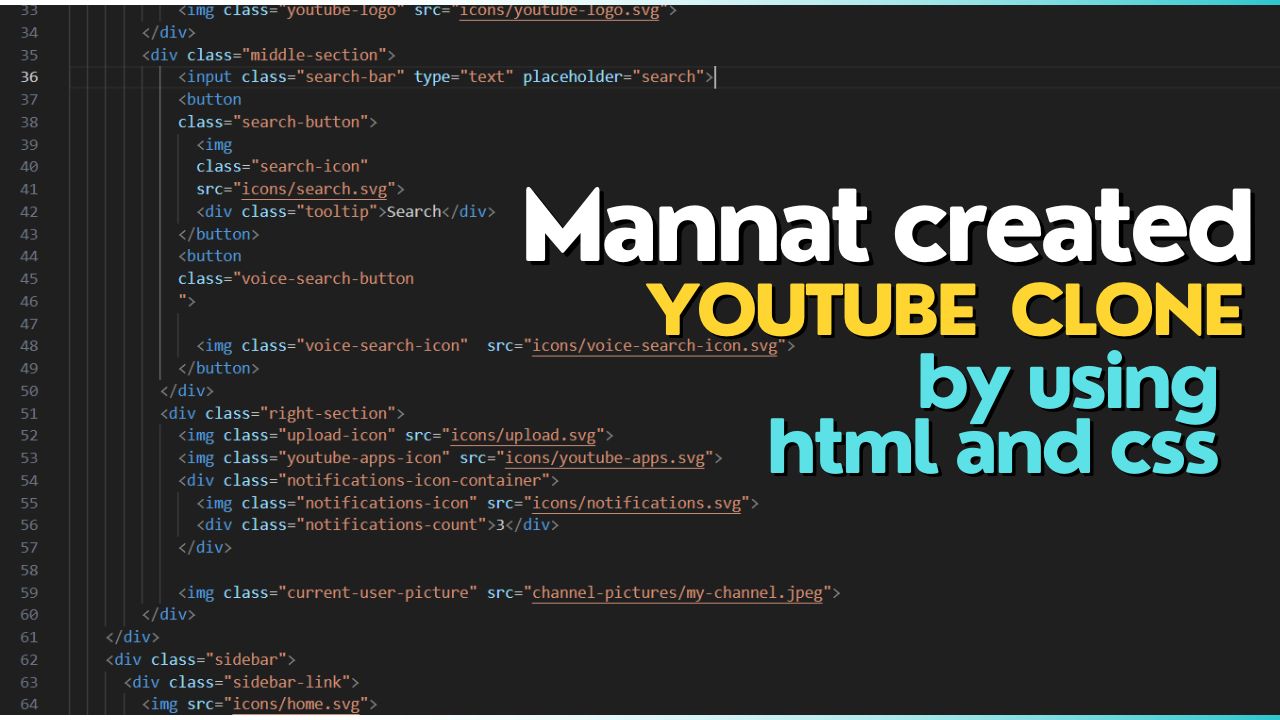 33 <img class="youtube-logo" src="icons/youtube-logo.svg">
34 </div>
35 <div class="middle-section">
36 <input class="search-bar" type="text" placeholder="search">
37 <button
38 class="search-button">
39 <img
40 class="search-icon"
41 src="icons/search.svg">
42 <div class="tooltip">Search</div>
43 </button>
44 <button
45 class="voice-search-button
46 ">
47
48 <img class="voice-search-icon"  src="icons/voice-search-icon.svg">
49 </button>
50 </div>
51 <div class="right-section">
52 <img class="upload-icon" src="icons/upload.svg">
53 <img class="youtube-apps-icon" src="icons/youtube-apps.svg">
54 <div class="notifications-icon-container">
55 <img class="notifications-icon" src="icons/notifications.svg">
56 <div class="notifications-count">3</div>
57 </div>
58
59 <img class="current-user-picture" src="channel-pictures/my-channel.jpeg">
60 </div>
61 </div>
62 <div class="sidebar">
63 <div class="sidebar-link">
64 <img src="icons/home.svg">
Mannat created
YOUTUBE CLONE
by using
html and css